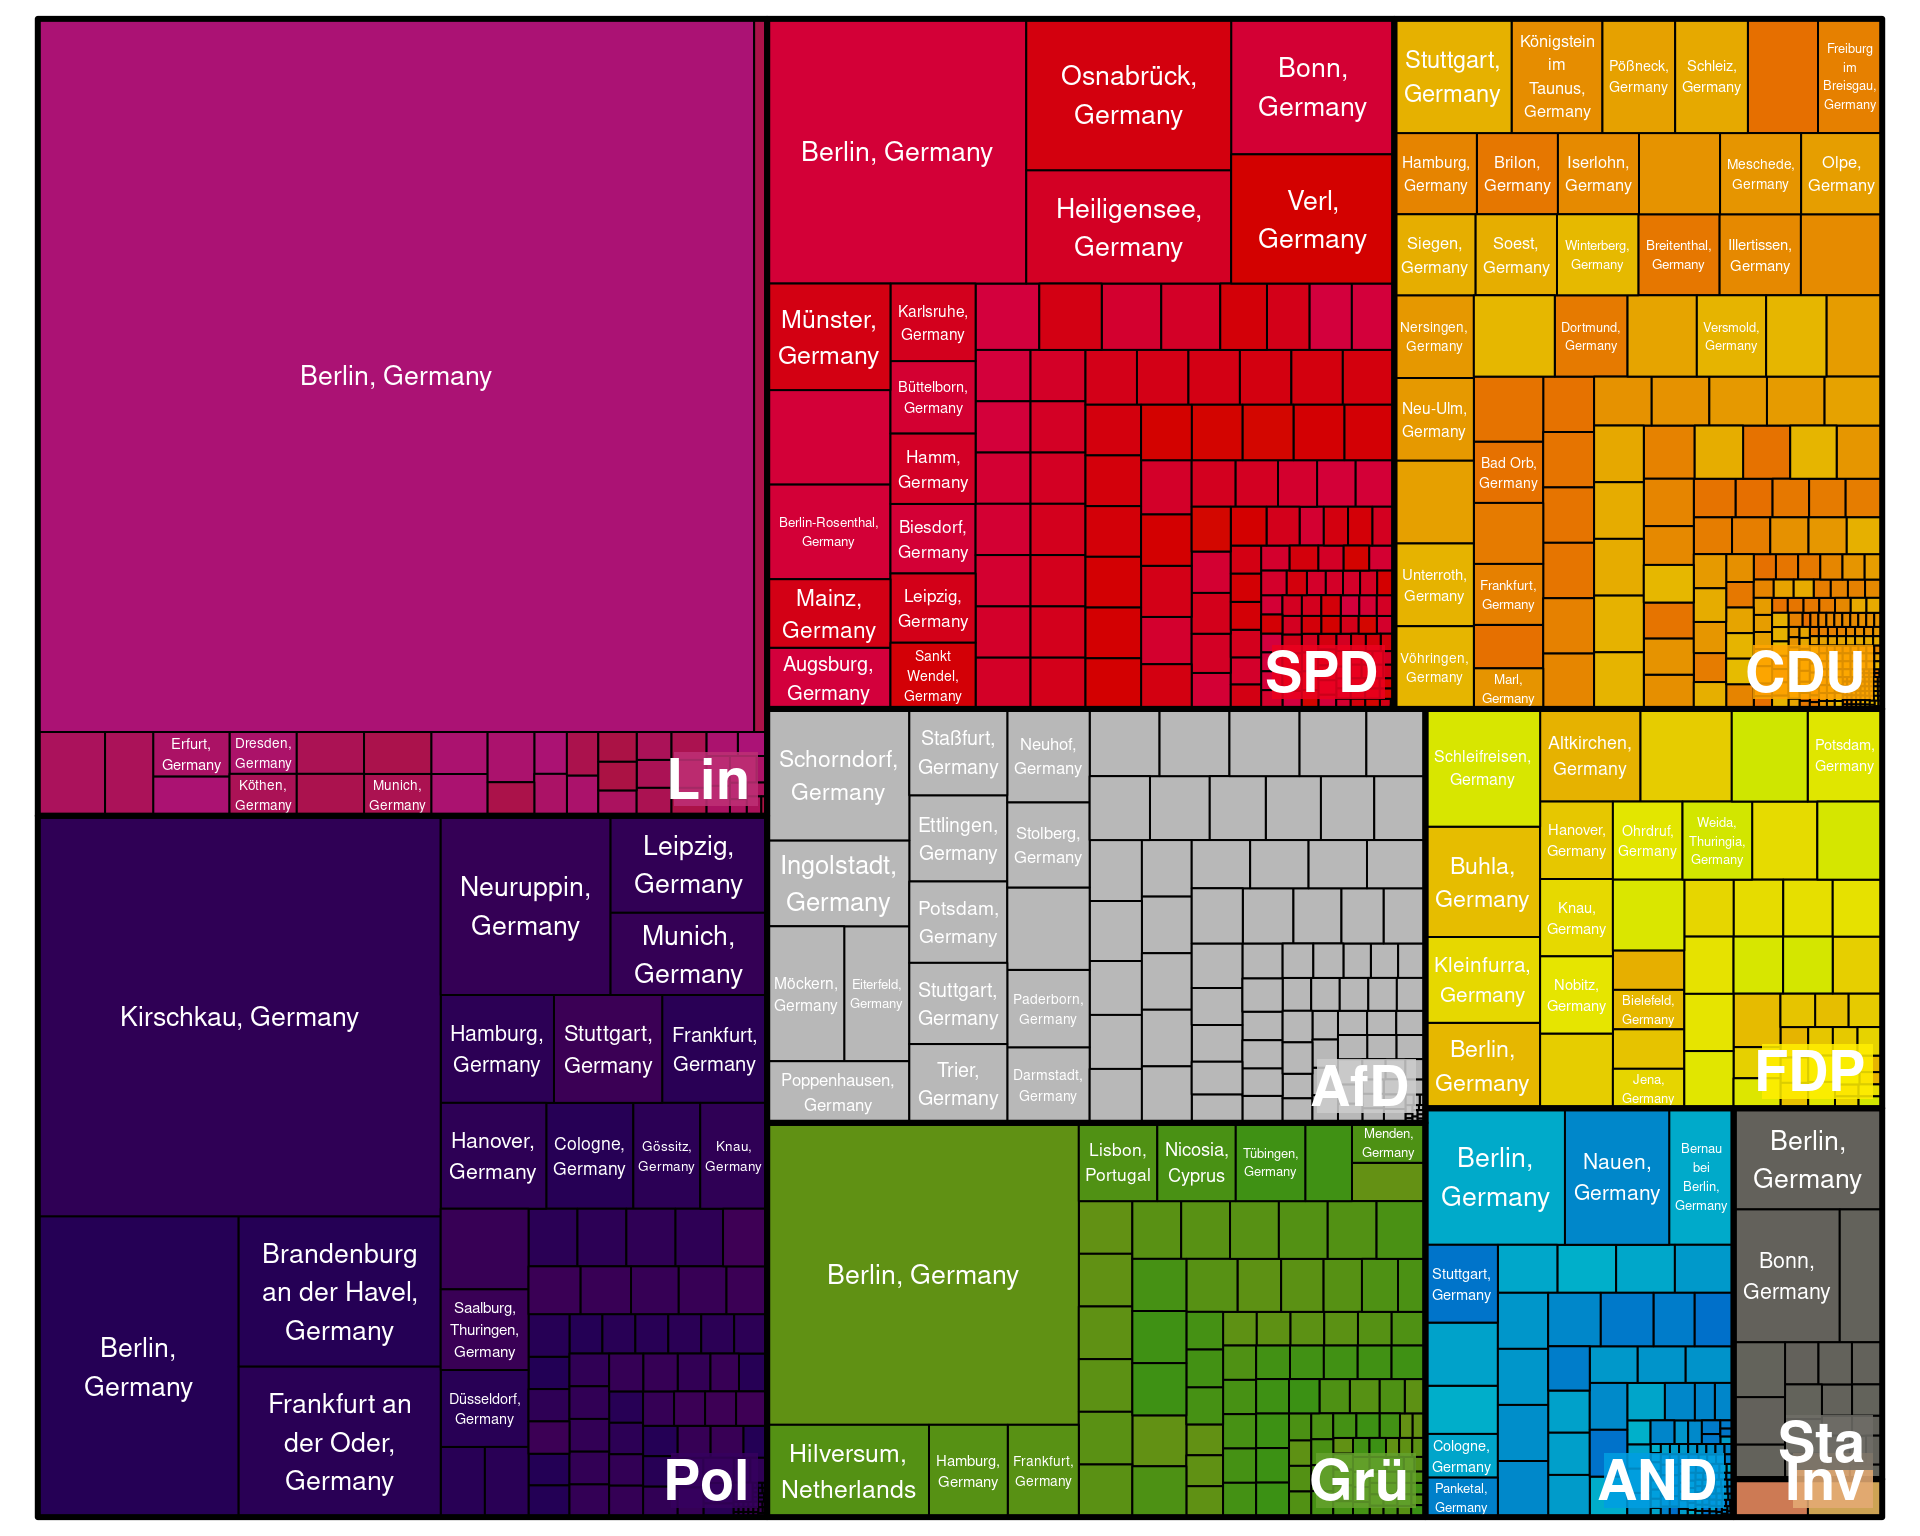 Berlin, Germany
Erfurt,
Germany
Dresden,
Germany
Köthen,
Germany
Munich,
Germany
Lin
Kirschkau, Germany
Neuruppin,
Germany
Leipzig,
Germany
Munich,
Germany
Hamburg,
Germany
Stuttgart,
Germany
Frankfurt,
Germany
Hanover,
Germany
Cologne,
Germany
Gössitz,
Germany
Knau,
Germany
Berlin,
Germany
Brandenburg
an der Havel,
Germany
Frankfurt an
der Oder,
Germany
Saalburg,
Thuringen,
Germany
Düsseldorf,
Germany
Pol
Berlin, Germany
Osnabrück,
Germany
Bonn,
Germany
Heiligensee,
Germany
Verl,
Germany
Münster,
Germany
Karlsruhe,
Germany
Büttelborn,
Germany
Hamm,
Germany
Berlin-Rosenthal,
Germany
Biesdorf,
Germany
Mainz,
Germany
Leipzig,
Germany
Augsburg,
Germany
Sankt
Wendel,
Germany
SPD
Stuttgart,
Germany
Königstein
im
Taunus,
Germany
Pößneck,
Germany
Schleiz,
Germany
Freiburg
im
Breisgau,
Germany
Hamburg,
Germany
Brilon,
Germany
Iserlohn,
Germany
Meschede,
Germany
Olpe,
Germany
Siegen,
Germany
Soest,
Germany
Winterberg,
Germany
Breitenthal,
Germany
Illertissen,
Germany
Nersingen,
Germany
Dortmund,
Germany
Versmold,
Germany
Neu-Ulm,
Germany
Bad Orb,
Germany
Unterroth,
Germany
Frankfurt,
Germany
Vöhringen,
Germany
Marl,
Germany
CDU
Schorndorf,
Germany
Staßfurt,
Germany
Neuhof,
Germany
Ingolstadt,
Germany
Ettlingen,
Germany
Stolberg,
Germany
Potsdam,
Germany
Möckern,
Germany
Eiterfeld,
Germany
Stuttgart,
Germany
Paderborn,
Germany
Poppenhausen,
Germany
Trier,
Germany
Darmstadt,
Germany
AfD
Schleifreisen,
Germany
Altkirchen,
Germany
Potsdam,
Germany
Buhla,
Germany
Hanover,
Germany
Ohrdruf,
Germany
Weida,
Thuringia,
Germany
Knau,
Germany
Kleinfurra,
Germany
Nobitz,
Germany
Bielefeld,
Germany
Berlin,
Germany
Jena,
Germany
FDP
Berlin, Germany
Lisbon,
Portugal
Nicosia,
Cyprus
Tübingen,
Germany
Menden,
Germany
Hilversum,
Netherlands
Hamburg,
Germany
Frankfurt,
Germany
Grü
Berlin,
Germany
Nauen,
Germany
Bernau
bei
Berlin,
Germany
Stuttgart,
Germany
Cologne,
Germany
Panketal,
Germany
AND
Berlin,
Germany
Bonn,
Germany
Sta
Inv